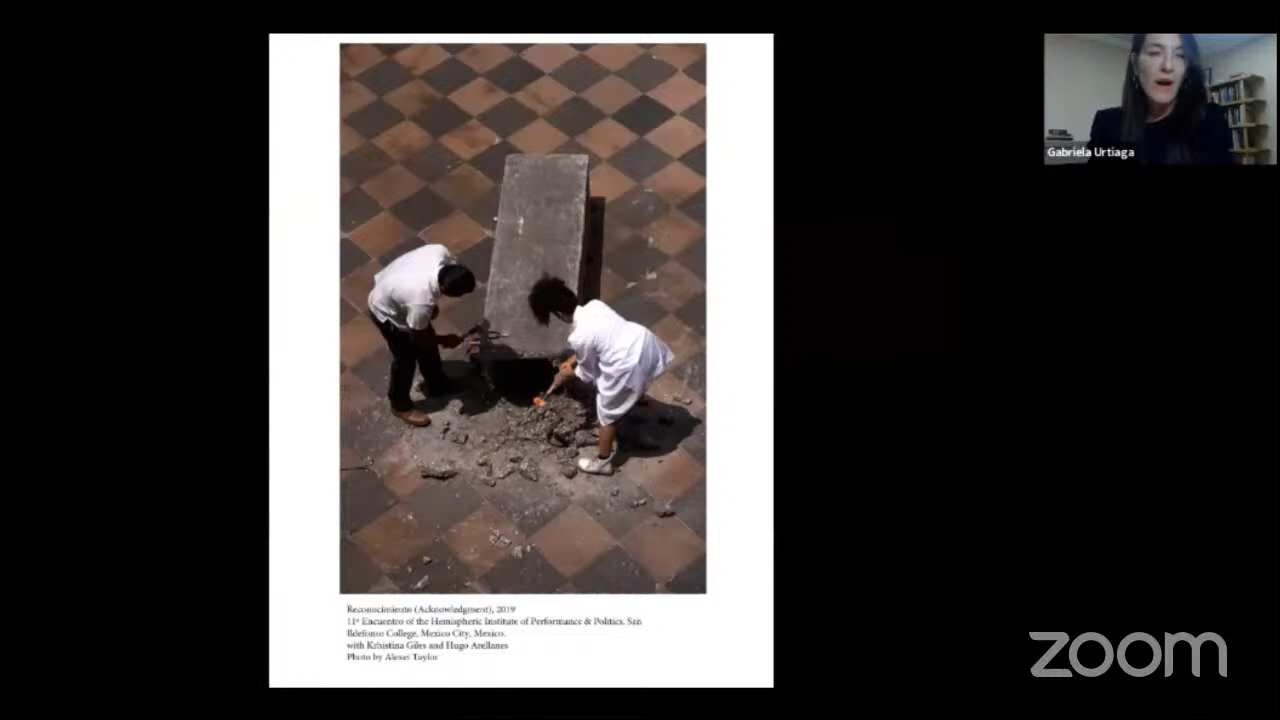 Gabriela Urtiaga
Reconocimiento (Acknowledgment), 2019
11º Encuentro of the Hemispheric Institute of Performance & Politics. San
Ildefonso College, Mexico City, Mexico.
with Krhistina Giles and Hugo Arellanes
Photo by Alexei Taylor
zoom